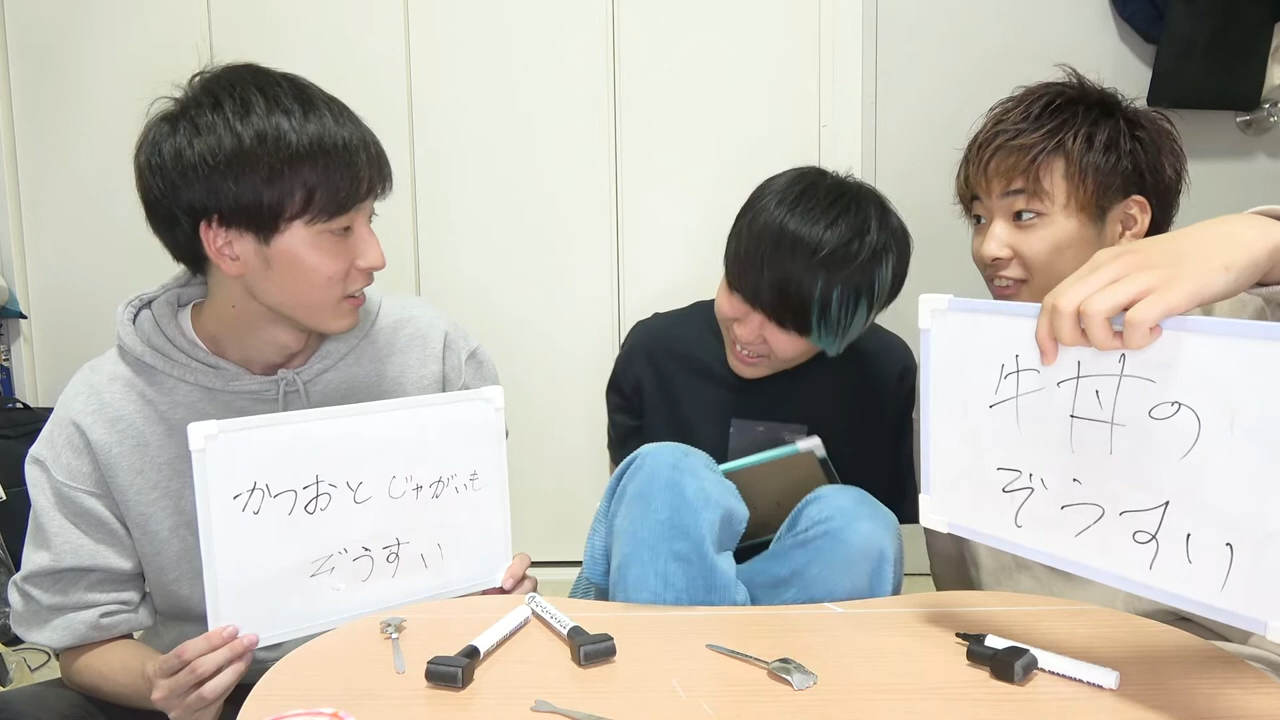 かつおとじゃがいも
ぞうすい
牛丼の
ぞうすい